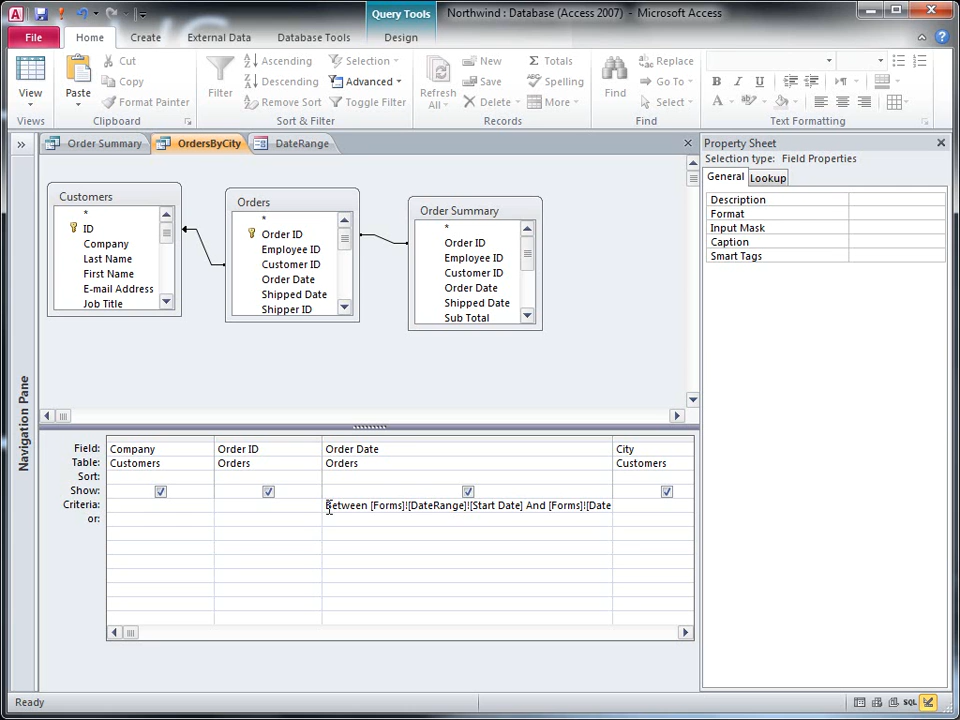 Query Tools
Northwind : Database (Access 2007) - Microsoft Access
File
Home
Create
External Data
Database Tools
Design
View
Paste
Cut
Copy
Format Painter
Filter
Ascending
Descending
Remove Sort
Selection
Advanced
Toggle Filter
Refresh
All
New
Save
Delete
Totals
Spelling
More
Find
Replace
Go To
Select
Views
Clipboard
Sort & Filter
Records
Find
Text Formatting
Order Summary
OrdersByCity
DateRange
Navigation Pane
Customers
*
ID
Company
Last Name
First Name
E-mail Address
Job Title
Orders
*
Order ID
Employee ID
Customer ID
Order Date
Shipped Date
Shipper ID
Order Summary
*
Order ID
Employee ID
Customer ID
Order Date
Shipped Date
Sub Total
Property Sheet
Selection type: Field Properties
General
Lookup
Description
Format
Input Mask
Caption
Smart Tags
Field: Company Order ID Order Date City
Table: Customers Orders Orders Customers
Sort:
Show:
Criteria: Between [Forms]![DateRange]![Start Date] And [Forms]![Date
or:
Ready
SQL